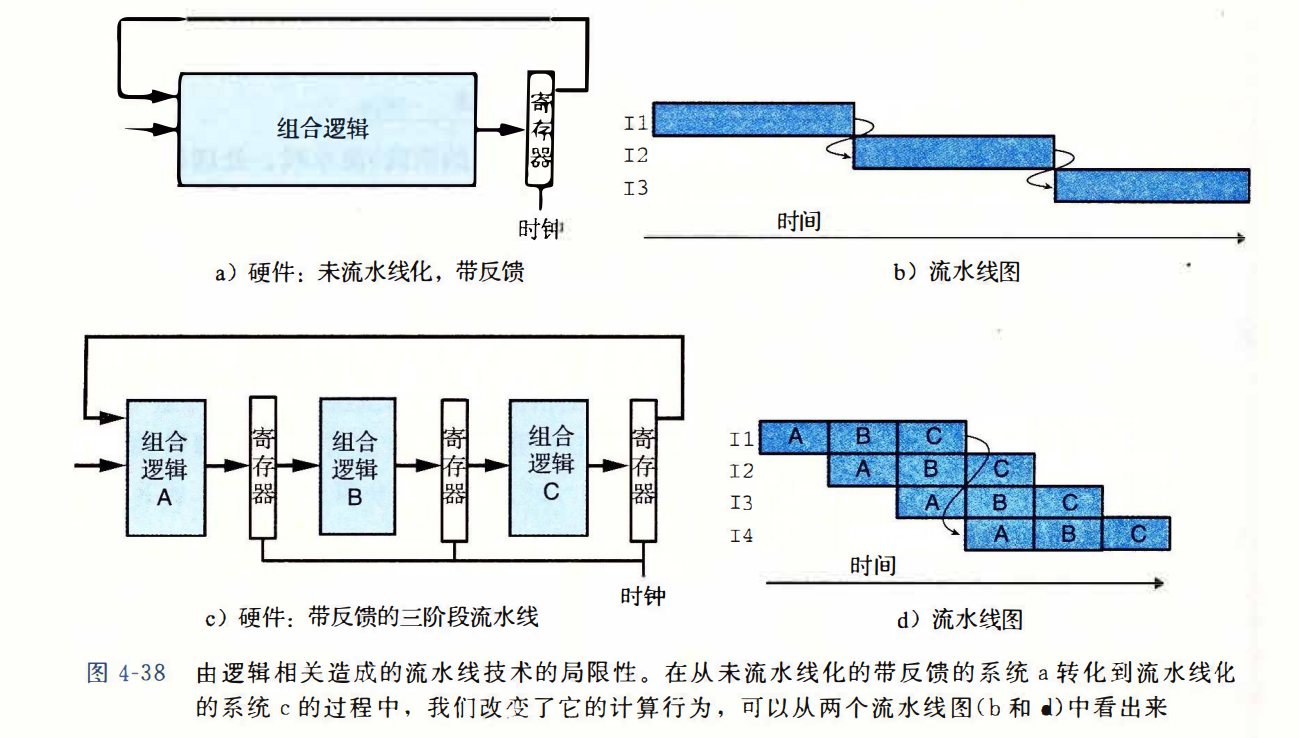 组合逻辑
寄存器
时钟
a）硬件：未流水线化，带反馈
I1
I2
I3
时间
b）流水线图
组合逻辑A
寄存器
组合逻辑B
寄存器
组合逻辑C
寄存器
时钟
c）硬件：带反馈的三阶段流水线
I1 A B C
I2 A B C
I3 A B C
I4 A B C
时间
d）流水线图
图 4-38 由逻辑相关造成的流水线技术的局限性。在从未流水线化的带反馈的系统 a 转化到流水线化
的系统 c 的过程中，我们改变了它的计算行为，可以从两个流水线图(b 和 d)中看出来